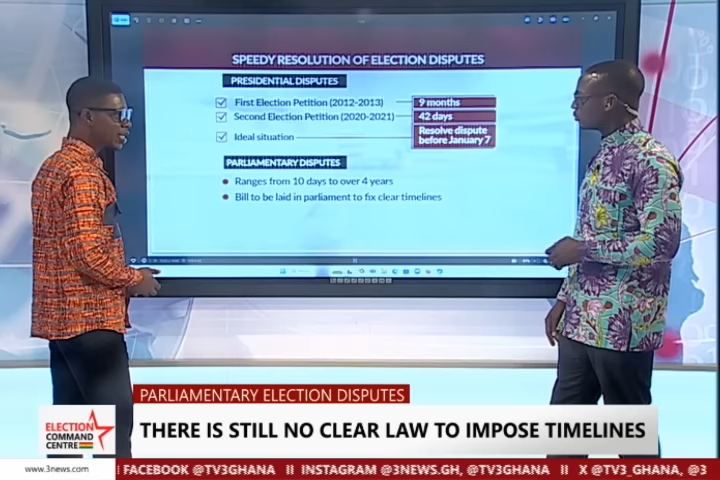 SPEEDY RESOLUTION OF ELECTION DISPUTES
PRESIDENTIAL DISPUTES
First Election Petition (2012-2013)
9 months
Second Election Petition (2020-2021)
42 days
Ideal situation
Resolve dispute
before January 7
PARLIAMENTARY DISPUTES
Ranges from 10 days to over 4 years
Bill to be laid in parliament to fix clear timelines
PARLIAMENTARY ELECTION DISPUTES
ELECTION
COMMAND
CENTRE
THERE IS STILL NO CLEAR LAW TO IMPOSE TIMELINES
www.3news.com
FACEBOOK @TV3GHANA II INSTAGRAM @3NEWS.GH, @TV3GHANA II X @TV3_GHANA, @3